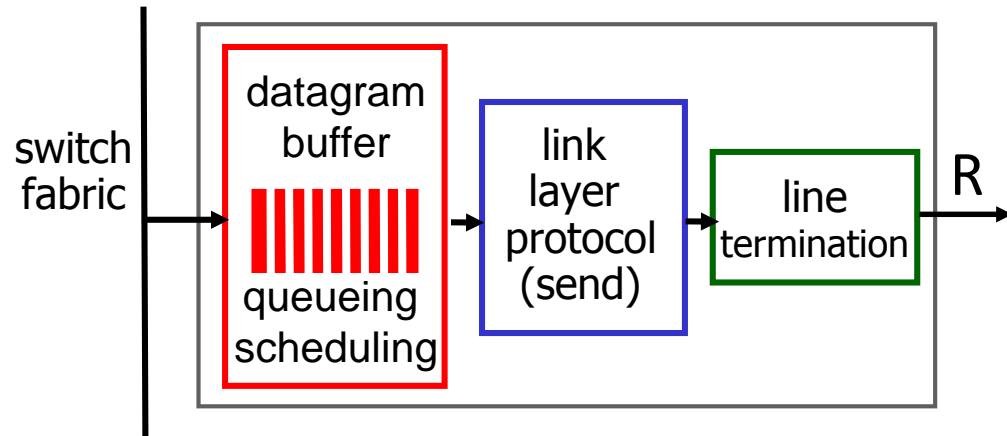 switch
fabric
datagram
buffer
queueing
scheduling
link
layer
protocol
(send)
line
termination
R